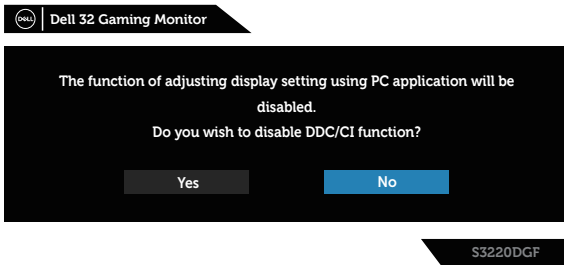 DELL
Dell 32 Gaming Monitor
The function of adjusting display setting using PC application will be
disabled.
Do you wish to disable DDC/CI function?
Yes No
S3220DGF